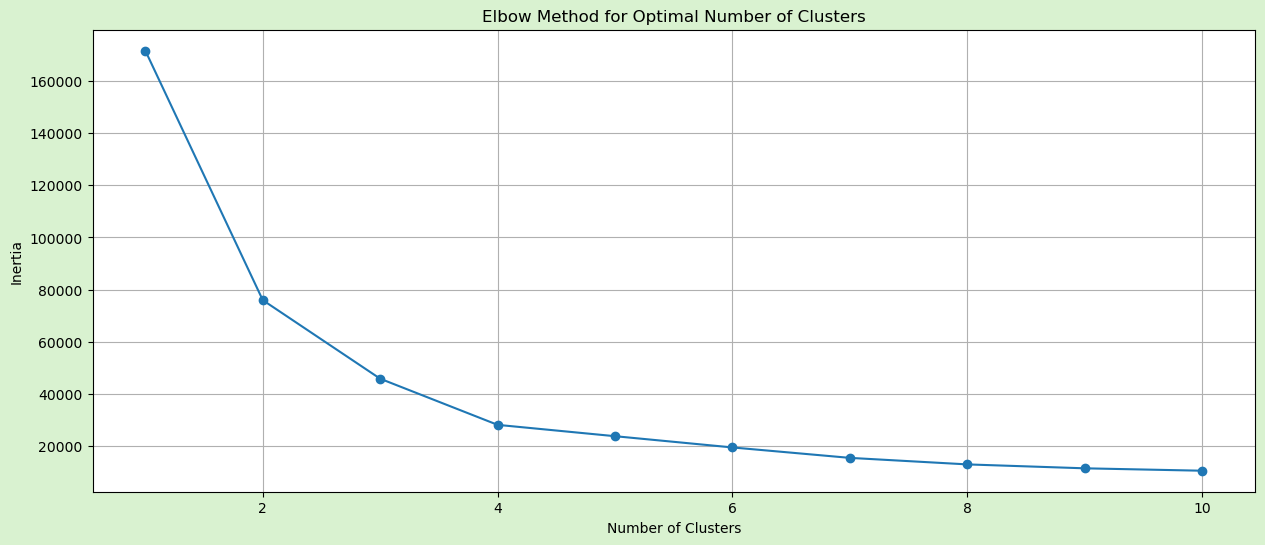 Elbow Method for Optimal Number of Clusters
160000
140000
120000
100000
80000
60000
40000
20000
Inertia
2 4 6 8 10
Number of Clusters